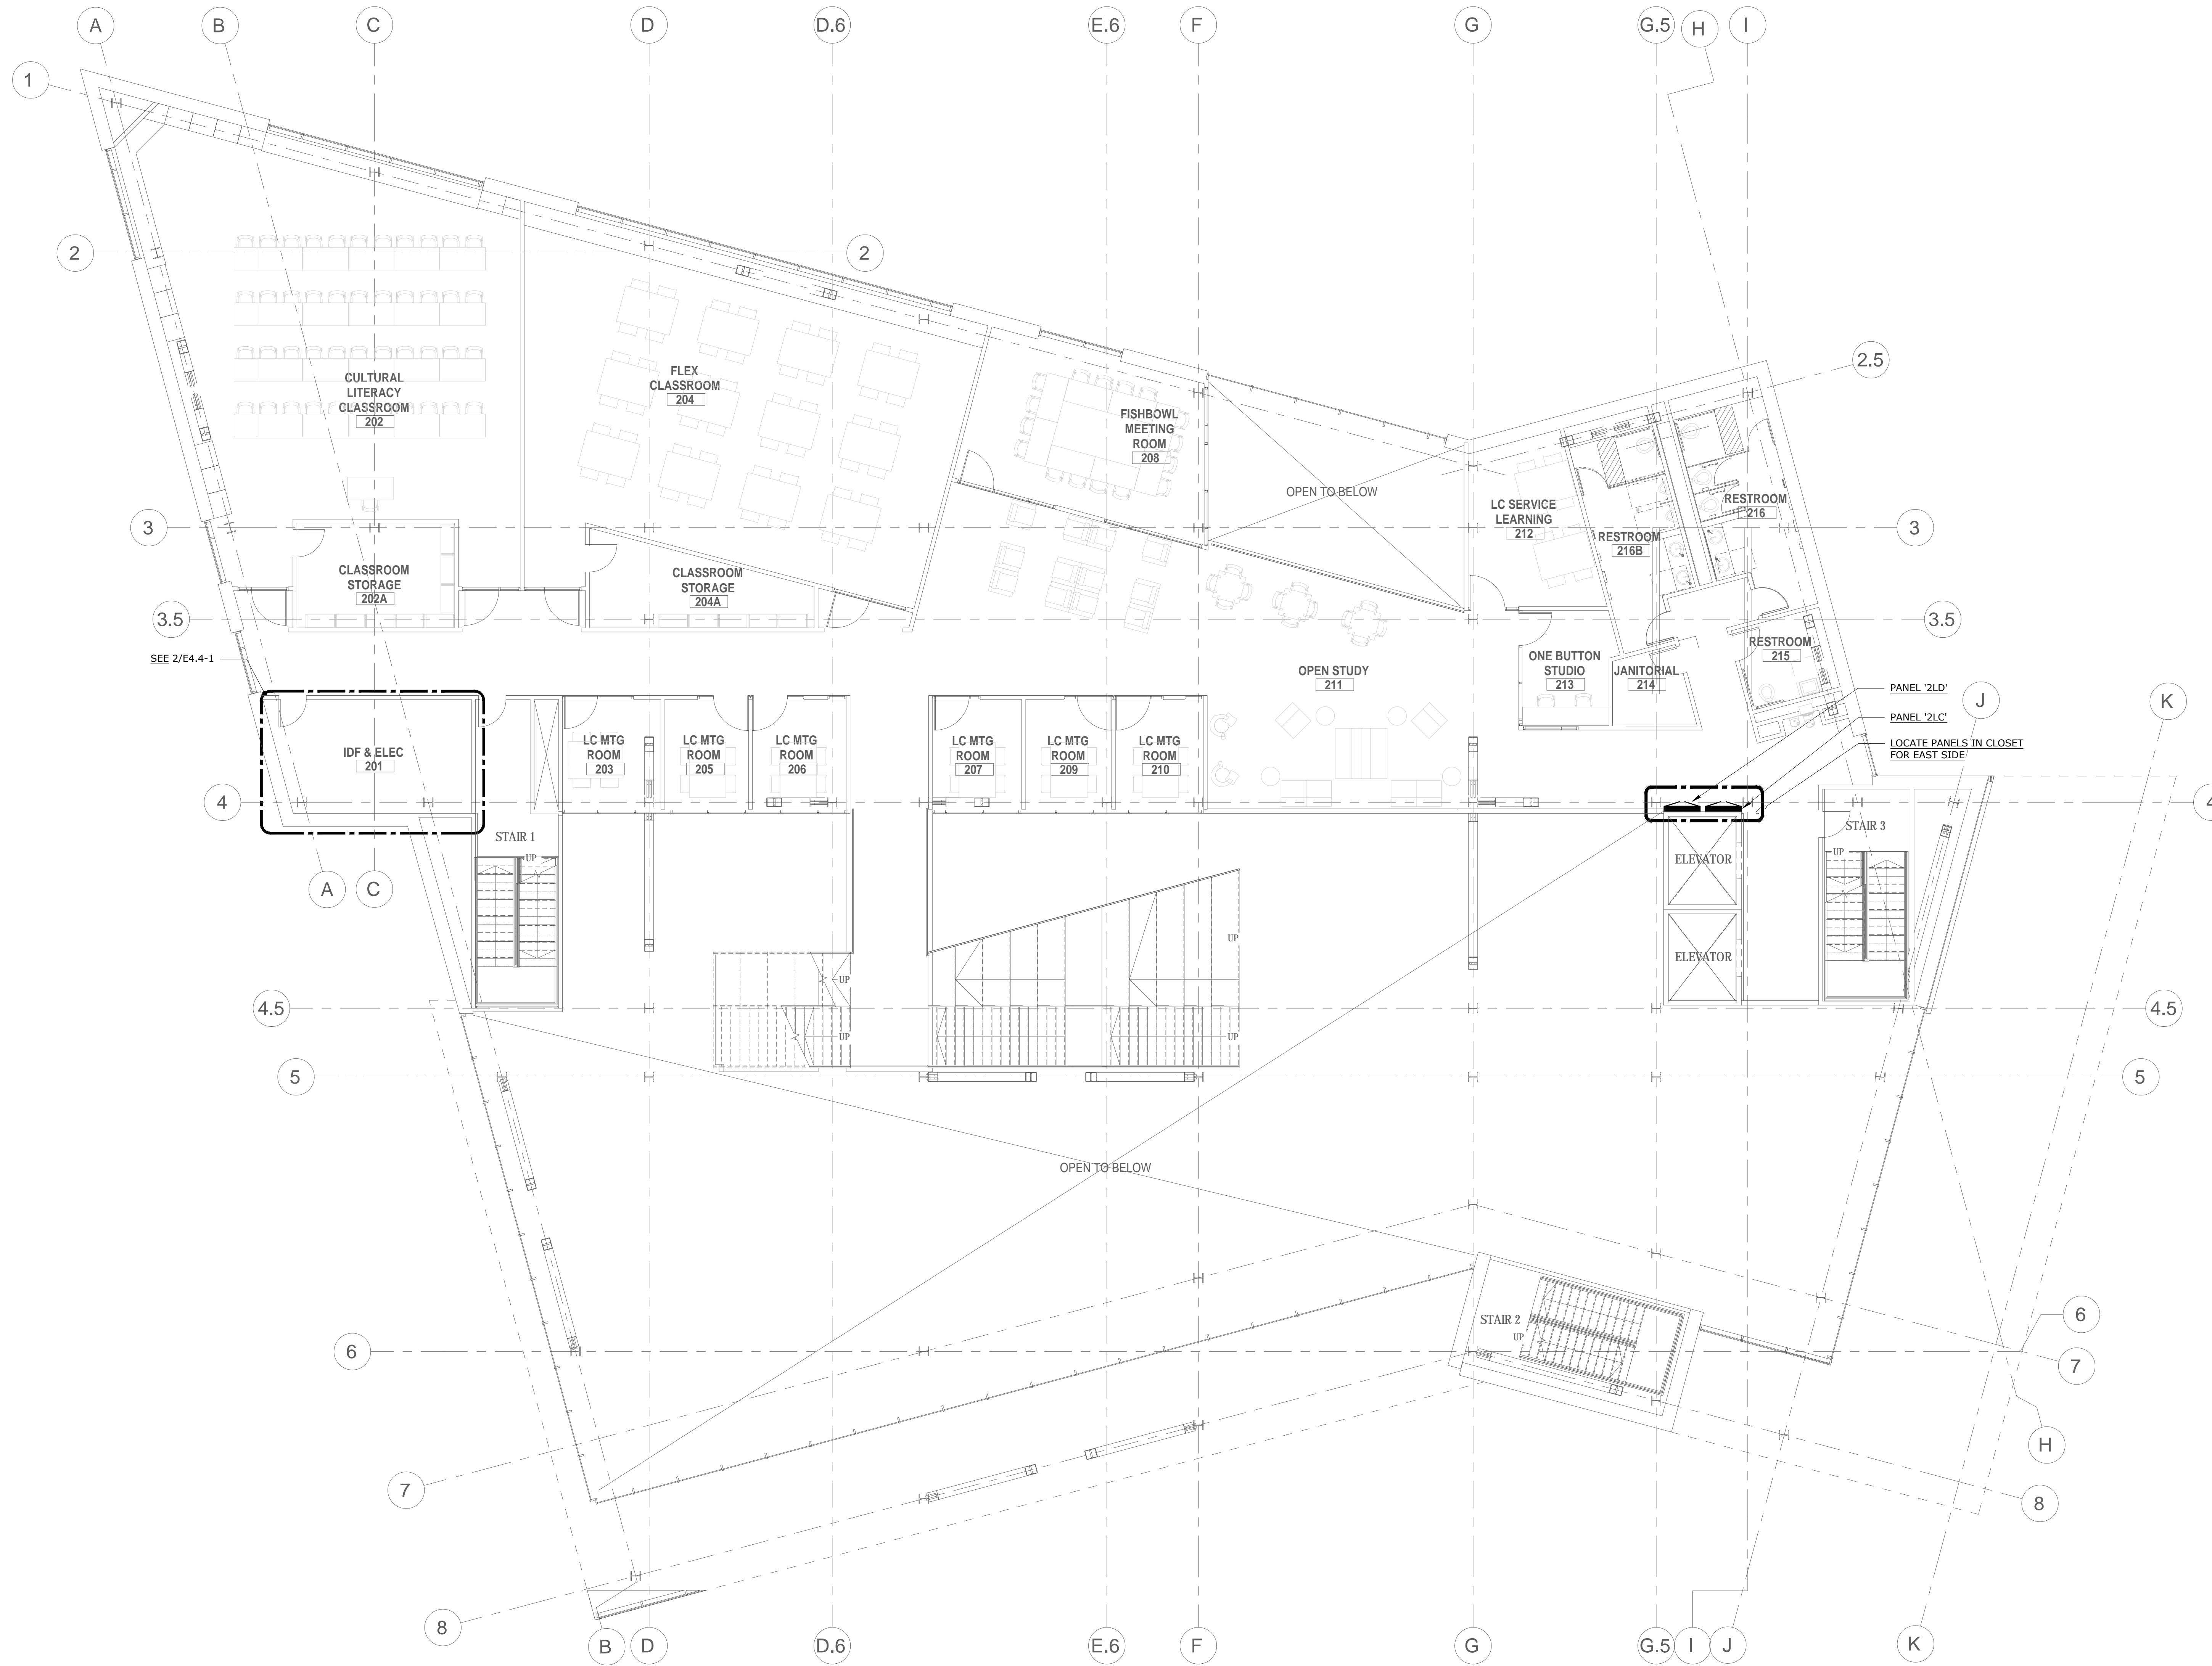 A
B
C
D
D.6
E.6
F
G
G.5
H
I
1
2
2
2.5
CULTURAL
LITERACY
CLASSROOM
202
FLEX
CLASSROOM
204
FISHBOWL
MEETING
ROOM
208
OPEN TO BELOW
LC SERVICE
LEARNING
212
RESTROOM
216
RESTROOM
216B
3
3
CLASSROOM
STORAGE
202A
CLASSROOM
STORAGE
204A
3.5
3.5
SEE 2/E4.4-1
OPEN STUDY
211
ONE BUTTON
STUDIO
213
JANITORIAL
214
RESTROOM
215
PANEL '2LD'
PANEL '2LC'
LOCATE PANELS IN CLOSET
FOR EAST SIDE
J
K
IDF & ELEC
201
LC MTG
ROOM
203
LC MTG
ROOM
205
LC MTG
ROOM
206
LC MTG
ROOM
207
LC MTG
ROOM
209
LC MTG
ROOM
210
4
4
STAIR 1
UP
STAIR 3
UP
ELEVATOR
ELEVATOR
A
C
UP
UP
UP
UP
4.5
4.5
5
5
OPEN TO BELOW
STAIR 2
UP
6
6
7
7
H
8
8
B
D
D.6
E.6
F
G
G.5
I
J
K